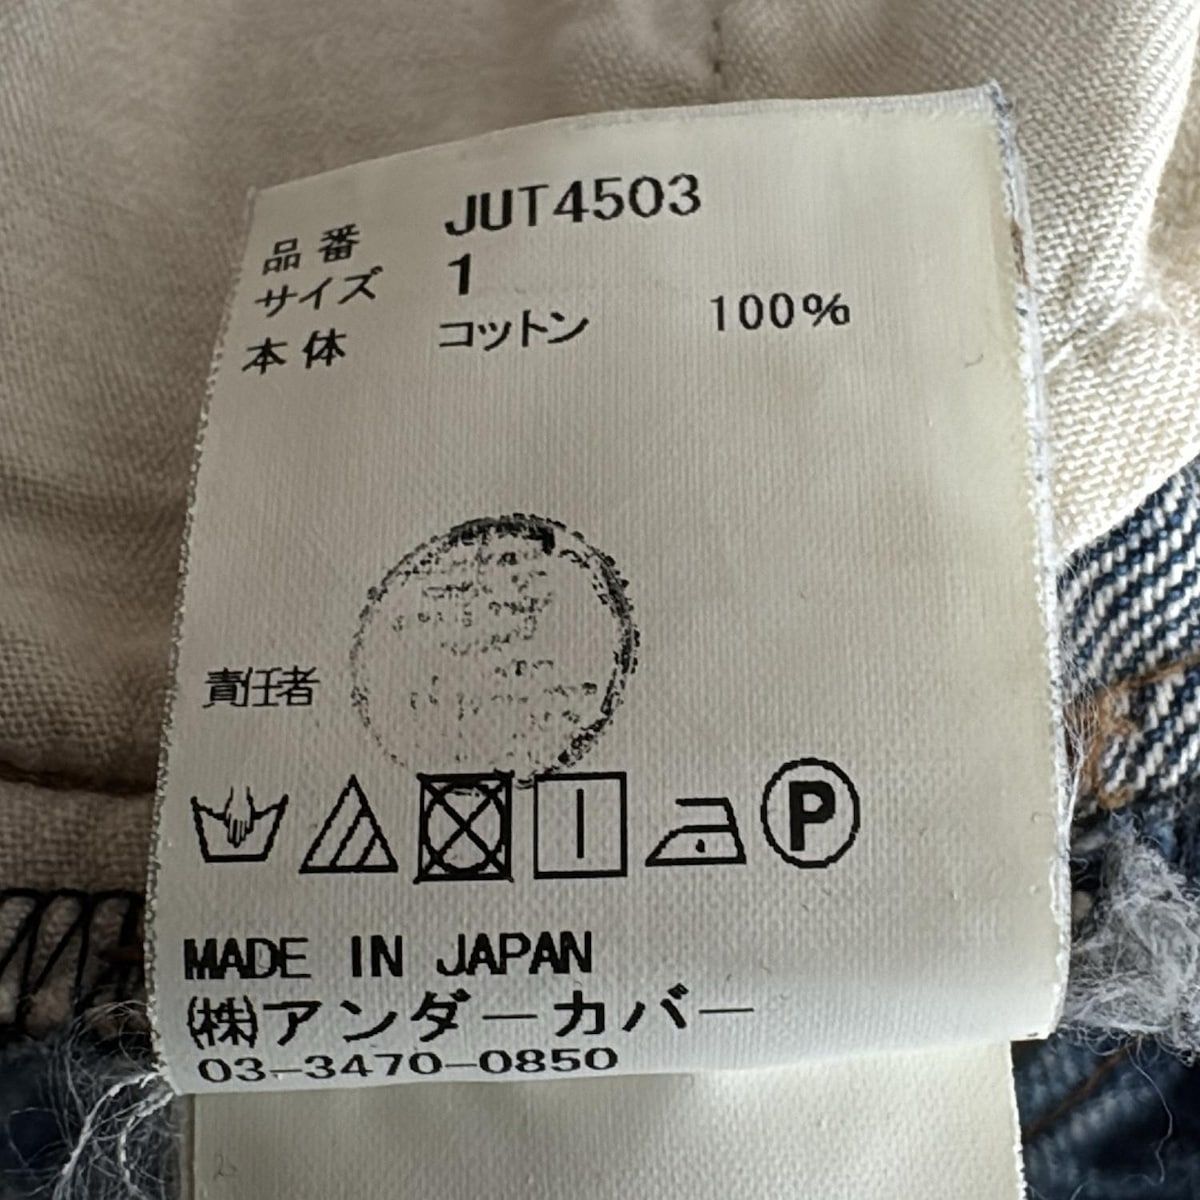 品番 JUT4503
サイズ 1
本体 コットン 100%
責任者
P
MADE IN JAPAN
(株)アンダーカバー
03-3470-0850